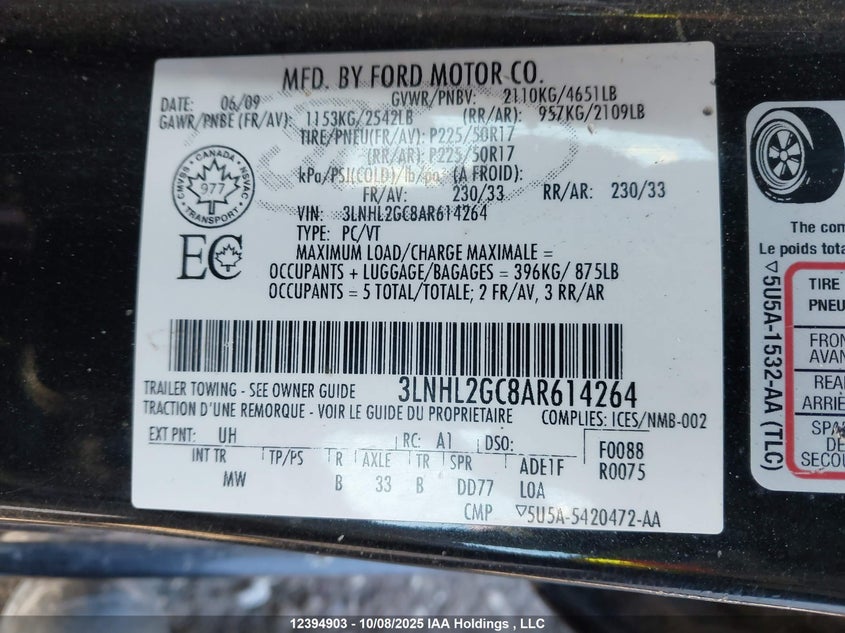 MFD. BY FORD MOTOR CO.
DATE: 06/09 GVWR/PNBV: 2110KG/4651LB
GAWR/PNBE (FR/AV): 1153KG/2542LB (RR/AR): 957KG/2109LB
TIRE/PNEU(FR/AV): P225/50R17
(RR/AR): P225/50R17
kPa/PSI(COLD)/lb/po² (A FROID):
FR/AV: 230/33 RR/AR: 230/33
CANADA
CMVSS 977 NSVAC
TRANSPORT
VIN: 3LNHL2GC8AR614264
TYPE: PC/VT
EC
MAXIMUM LOAD/CHARGE MAXIMALE =
OCCUPANTS + LUGGAGE/BAGAGES = 396KG/ 875LB
OCCUPANTS = 5 TOTAL/TOTALE; 2 FR/AV, 3 RR/AR
TRAILER TOWING - SEE OWNER GUIDE 3LNHL2GC8AR614264
TRACTION D'UNE REMORQUE - VOIR LE GUIDE DU PROPRIETAIRE COMPLIES: ICES/NMB-002
EXT PNT: UH RC: A1 DSO: F0088
INT TR TP/PS R AXLE TR SPR ADE1F R0075
MW B 33 B DD77 LOA
CMP ▽5U5A-5420472-AA
The com
Le poids tota
▽5U5A-1532-AA (TLC)
TIRE
PNEU
FRON
AVAN
REA
ARRIÈ
SPA
DE
SECOU
12394903 - 10/08/2025 IAA Holdings , LLC